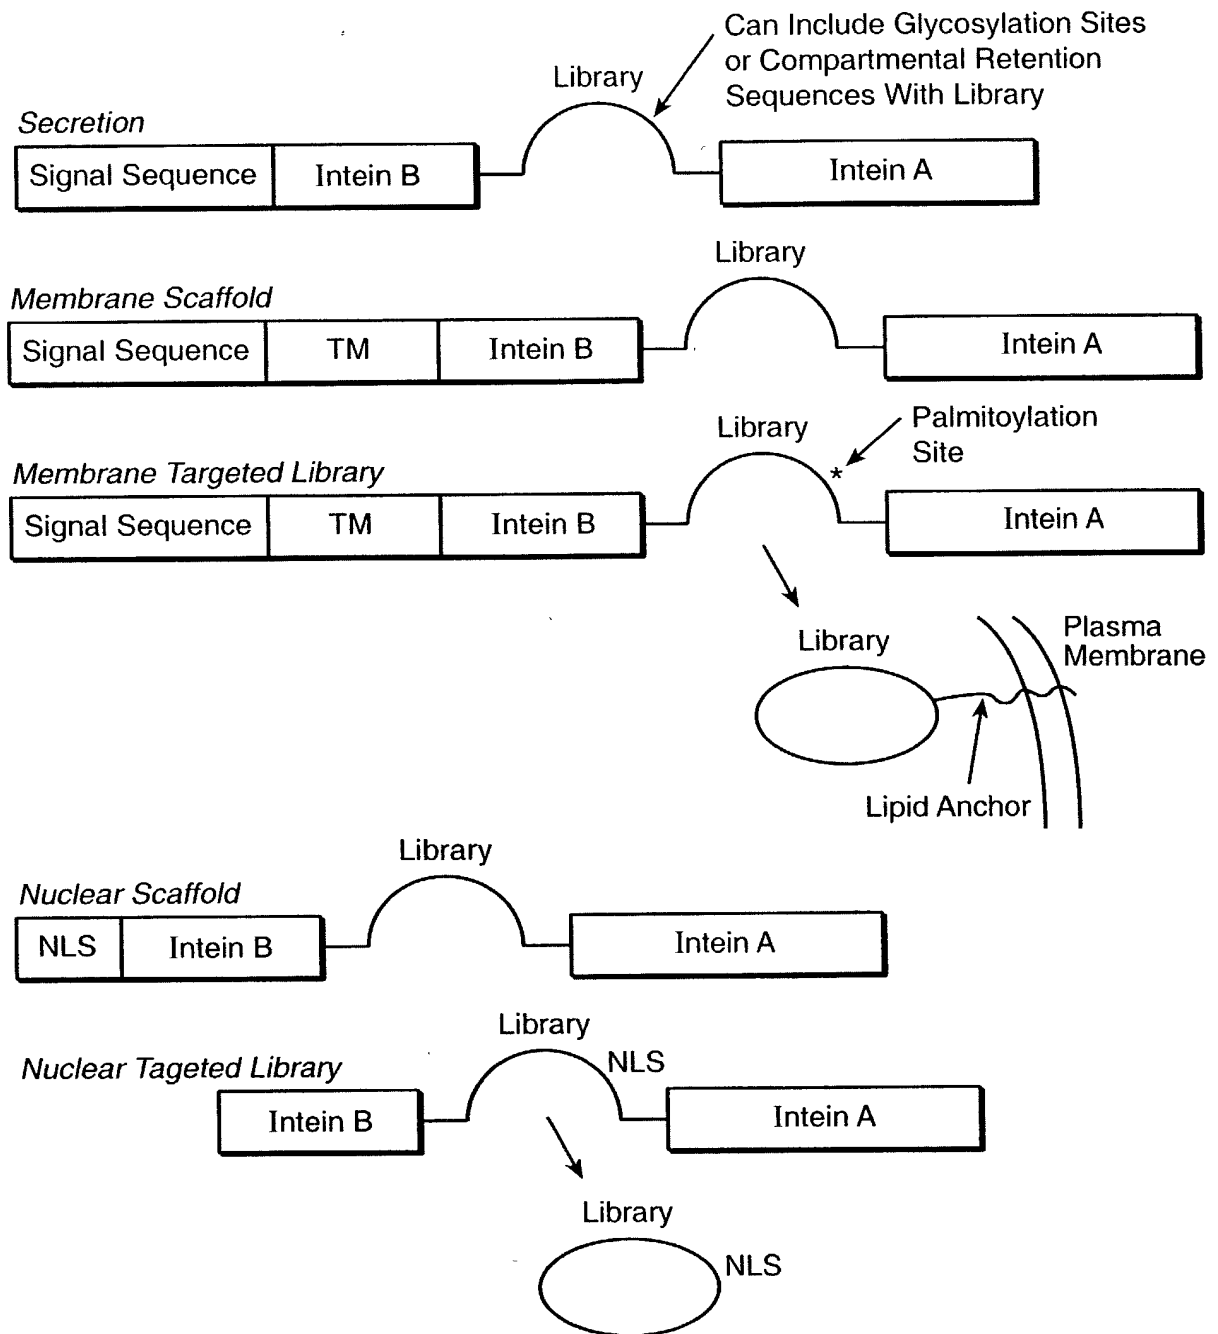 Can Include Glycosylation Sites
or Compartmental Retention
Sequences With Library
Library
Secretion
Signal Sequence
Intein B
Intein A
Library
Membrane Scaffold
Signal Sequence
TM
Intein B
Intein A
Library
Palmitoylation
Site
*
Membrane Targeted Library
Signal Sequence
TM
Intein B
Intein A
Library
Plasma
Membrane
Lipid Anchor
Library
Nuclear Scaffold
NLS
Intein B
Intein A
Library
NLS
Nuclear Tageted Library
Intein B
Intein A
Library
NLS